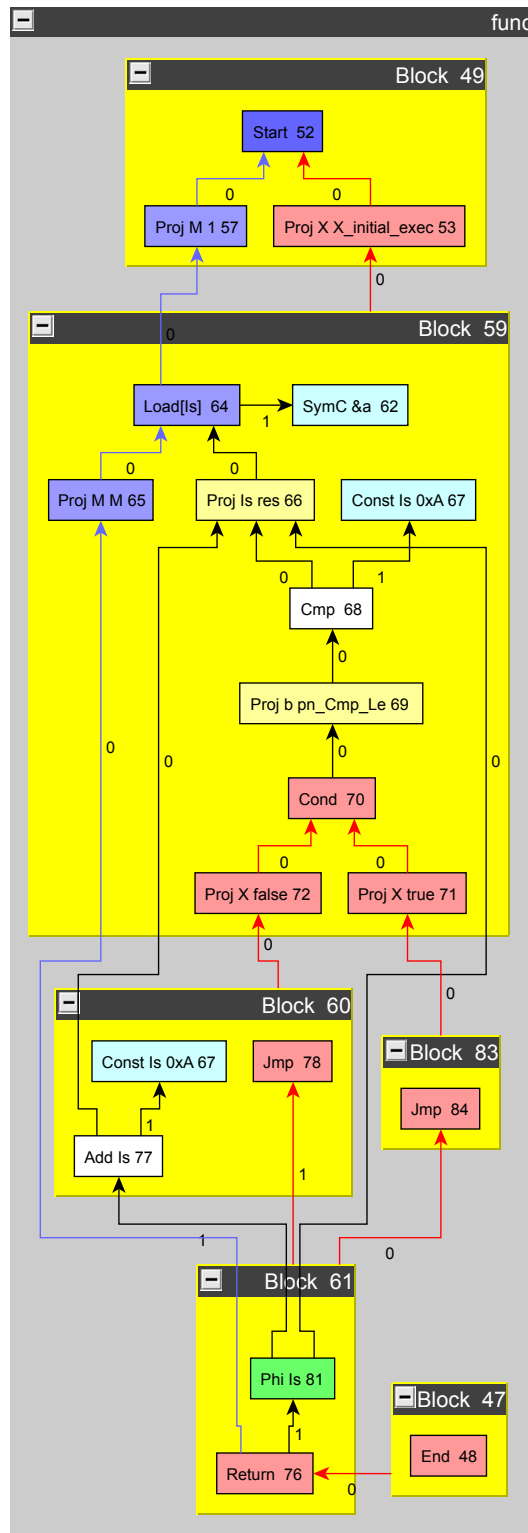 func
Block 49
Start 52
0
0
Proj M 1 57
Proj X X_initial_exec 53
0
0
Block 59
Load[Is] 64
1
SymC &a 62
0
0
Proj M M 65
Proj Is res 66
Const Is 0xA 67
0
1
Cmp 68
0
Proj b pn_Cmp_Le 69
0
0
0
0
Cond 70
0
0
Proj X false 72
Proj X true 71
0
0
Block 60
Block 83
Const Is 0xA 67
Jmp 78
Jmp 84
1
Add Is 77
1
1
0
Block 61
Phi Is 81
Block 47
1
End 48
Return 76
0